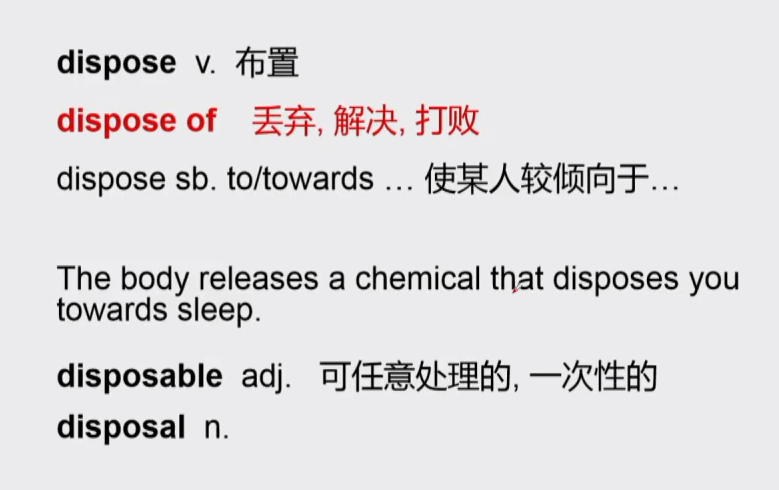 dispose v. 布置
dispose of 丢弃, 解决, 打败
dispose sb. to/towards … 使某人较倾向于…
The body releases a chemical that disposes you
towards sleep.
disposable adj. 可任意处理的, 一次性的
disposal n.